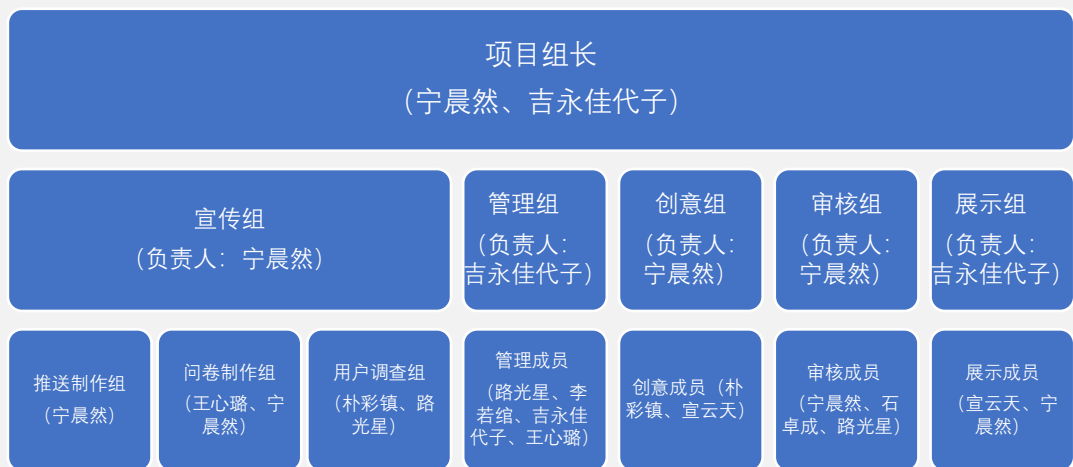 项目组长
（宁晨然、吉永佳代子）
宣传组
（负责人：宁晨然）
管理组
（负责人：
吉永佳代子）
创意组
（负责人：
宁晨然）
审核组
（负责人：
宁晨然）
展示组
（负责人：
吉永佳代子）
推送制作组
（宁晨然）
问卷制作组
（王心璐、宁
晨然）
用户调查组
（朴彩镇、路
光星）
管理成员
（路光星、李
若绾、吉永佳
代子、王心璐）
创意成员（朴
彩镇、宣云天）
审核成员
（宁晨然、石
卓成、路光星）
展示成员
（宣云天、宁
晨然）